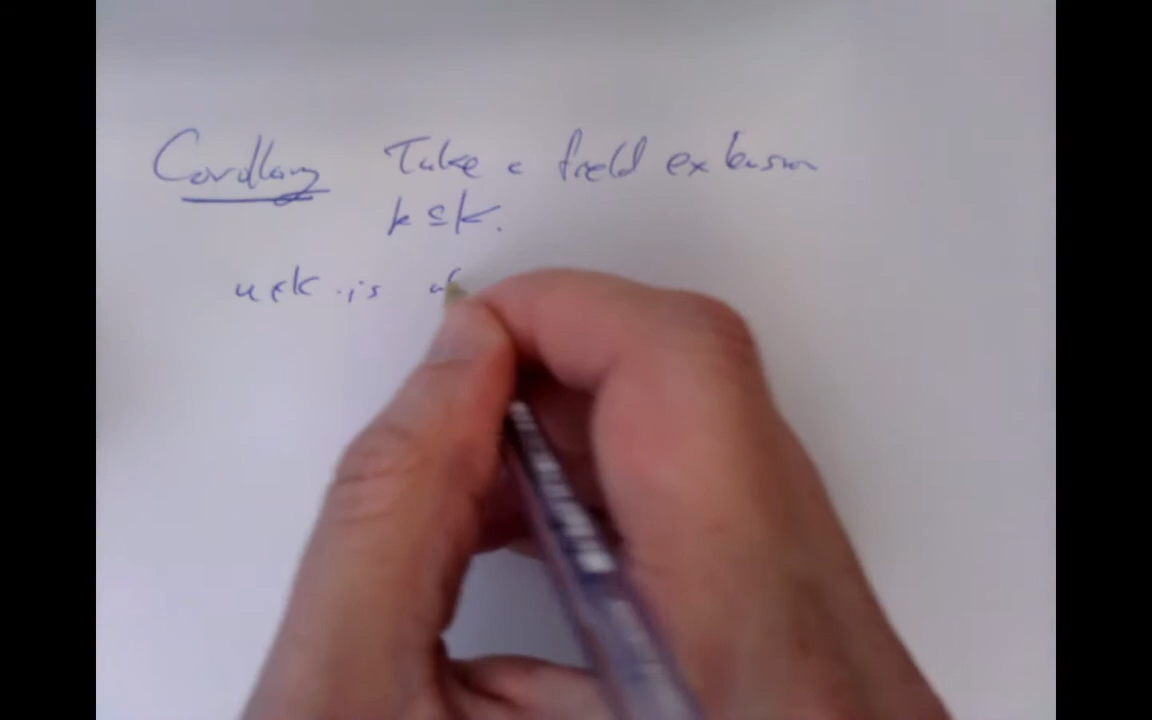 Corollary Take a field extension
k ⊆ K.
u ∈ K is